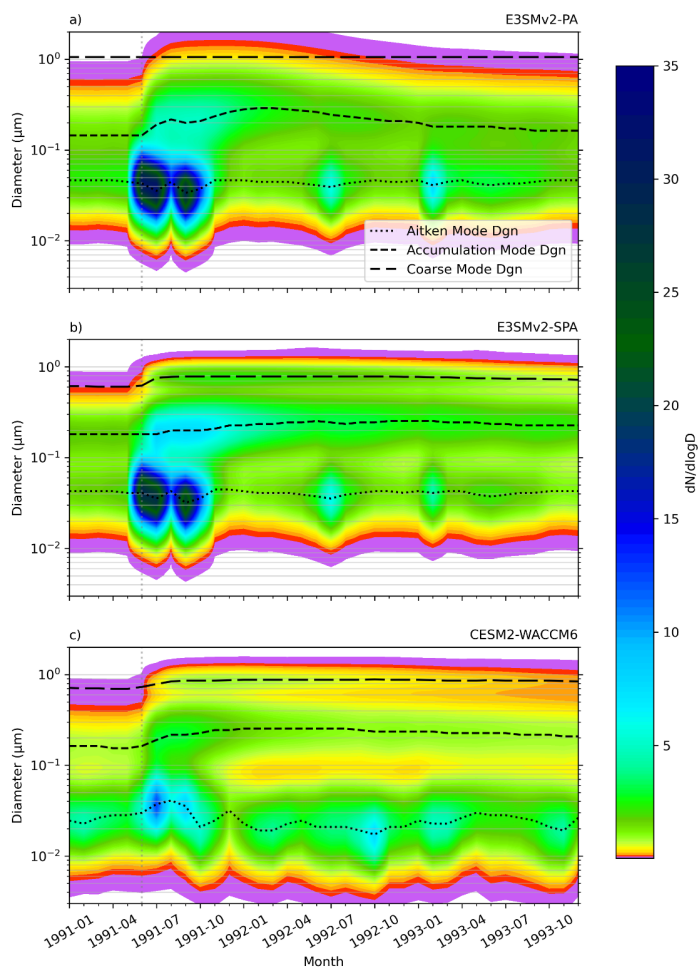 a)
E3SMv2-PA
10⁰
10⁻¹
10⁻²
Diameter (μm)
Aitken Mode Dgn
Accumulation Mode Dgn
Coarse Mode Dgn
b)
E3SMv2-SPA
10⁰
10⁻¹
10⁻²
Diameter (μm)
c)
CESM2-WACCM6
10⁰
10⁻¹
10⁻²
Diameter (μm)
1991-01
1991-04
1991-07
1991-10
1992-02
1992-04
1992-07
1992-10
1993-01
1993-04
1993-07
1993-10
Month
35
30
25
20
15
10
5
dN/dlogD